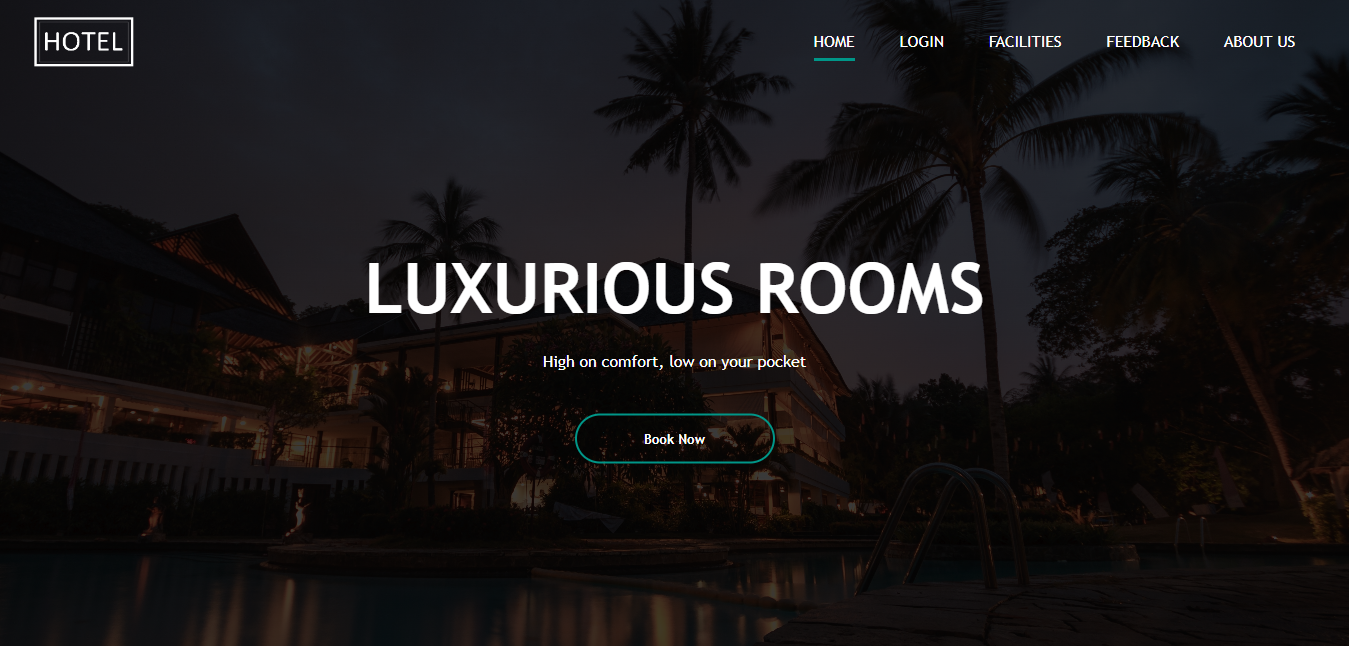 HOTEL
HOME LOGIN FACILITIES FEEDBACK ABOUT US
LUXURIOUS ROOMS
High on comfort, low on your pocket
Book Now